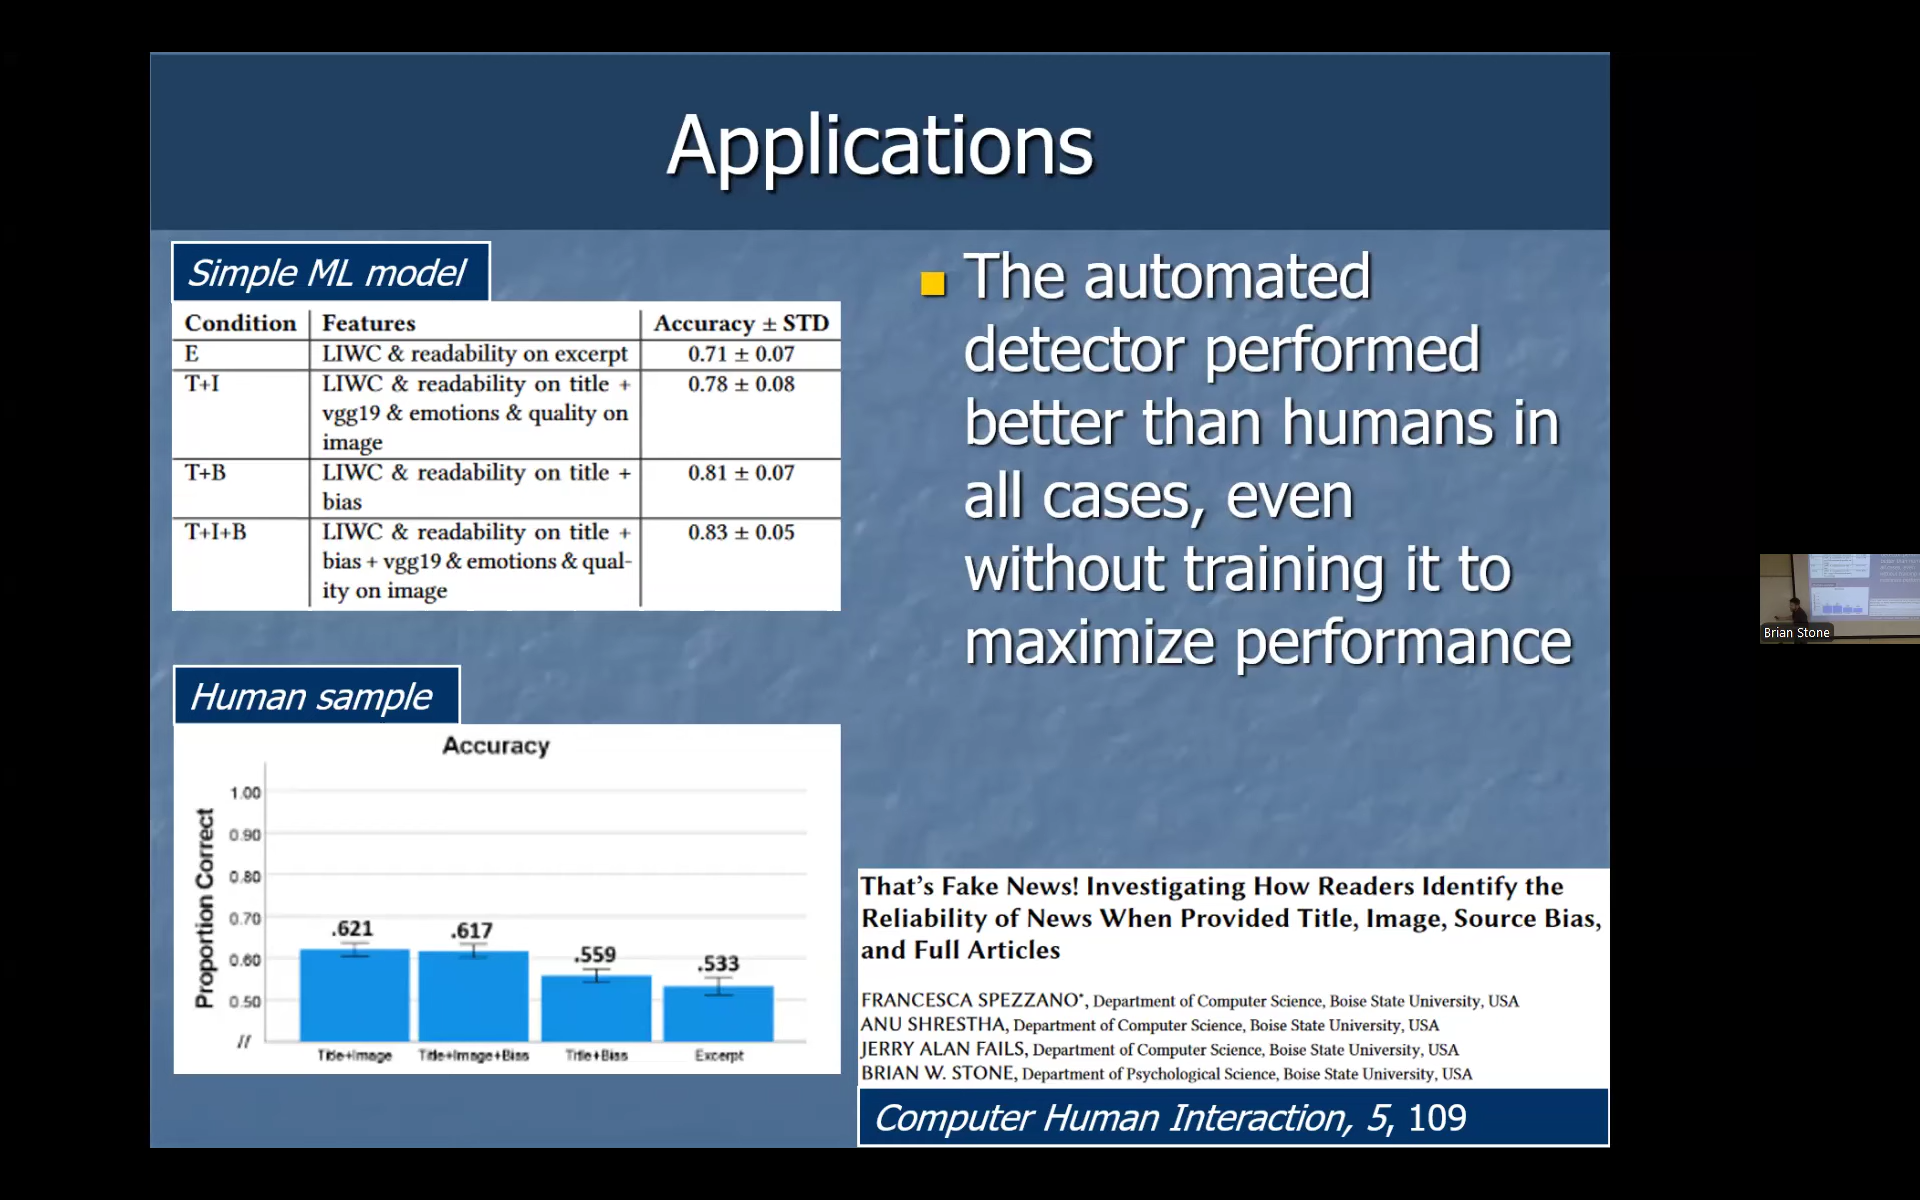 Applications
Simple ML model
Condition Features Accuracy ± STD
E LIWC & readability on excerpt 0.71 ± 0.07
T+I LIWC & readability on title + 0.78 ± 0.08
vgg19 & emotions & quality on
image
T+B LIWC & readability on title + 0.81 ± 0.07
bias
T+I+B LIWC & readability on title + 0.83 ± 0.05
bias + vgg19 & emotions & qual-
ity on image
Human sample
Accuracy
Proportion Correct
1.00
0.90
0.80
0.70
0.60
0.50
//
.621
.617
.559
.533
Title+Image Title+Image+Bias Title+Bias Excerpt
The automated
detector performed
better than humans in
all cases, even
without training it to
maximize performance
That's Fake News! Investigating How Readers Identify the
Reliability of News When Provided Title, Image, Source Bias,
and Full Articles
FRANCESCA SPEZZANO*, Department of Computer Science, Boise State University, USA
ANU SHRESTHA, Department of Computer Science, Boise State University, USA
JERRY ALAN FAILS, Department of Computer Science, Boise State University, USA
BRIAN W. STONE, Department of Psychological Science, Boise State University, USA
Computer Human Interaction, 5, 109
Brian Stone